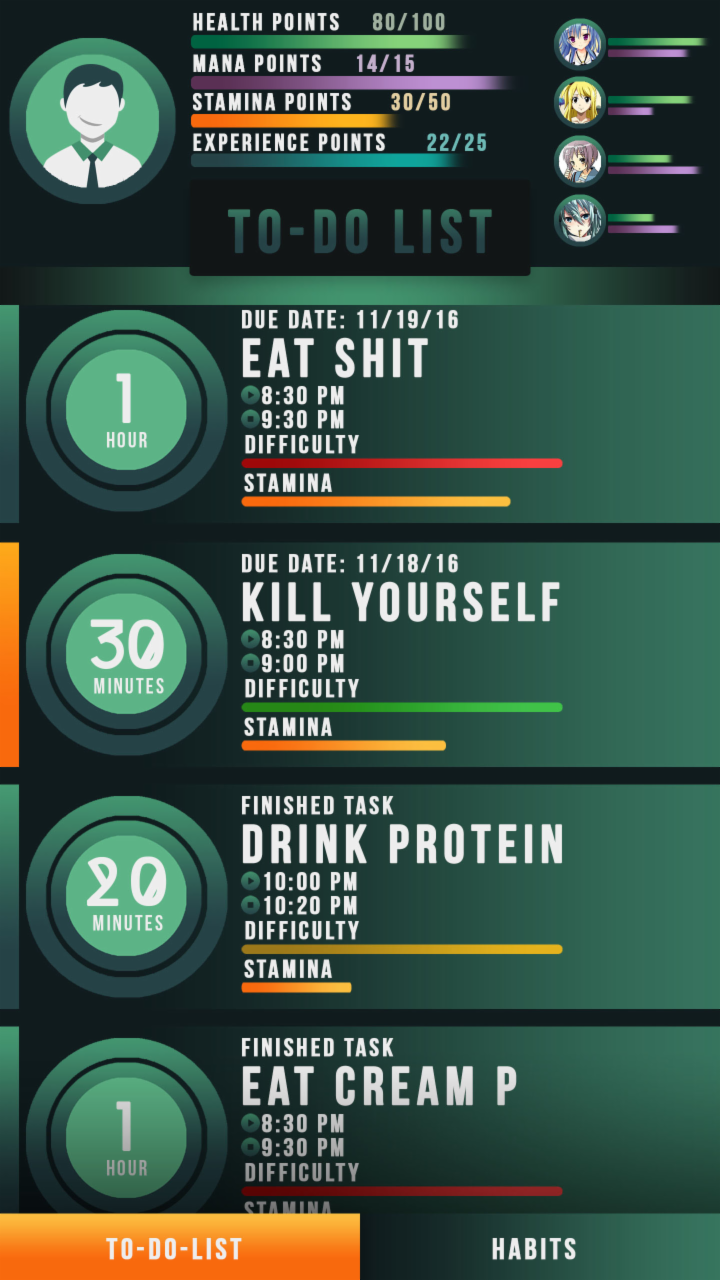 HEALTH POINTS 80/100
MANA POINTS 14/15
STAMINA POINTS 30/50
EXPERIENCE POINTS 22/25
TO-DO LIST
DUE DATE: 11/19/16
EAT SHIT
1
HOUR
8:30 PM
9:30 PM
DIFFICULTY
STAMINA
DUE DATE: 11/18/16
KILL YOURSELF
30
MINUTES
8:30 PM
9:00 PM
DIFFICULTY
STAMINA
FINISHED TASK
DRINK PROTEIN
20
MINUTES
10:00 PM
10:20 PM
DIFFICULTY
STAMINA
FINISHED TASK
EAT CREAM P
1
HOUR
8:30 PM
9:30 PM
DIFFICULTY
STAMINA
TO-DO-LIST
HABITS